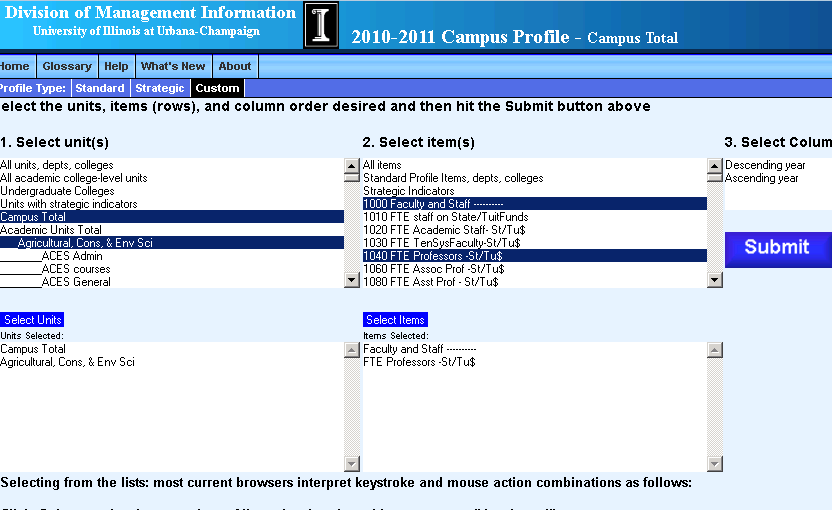 Division of Management Information
University of Illinois at Urbana-Champaign
I
2010-2011 Campus Profile - Campus Total
Home Glossary Help What's New About
Profile Type: Standard Strategic Custom
elect the units, items (rows), and column order desired and then hit the Submit button above
1. Select unit(s)
All units, depts, colleges
All academic college-level units
Undergraduate Colleges
Units with strategic indicators
Campus Total
Academic Units Total
Agricultural, Cons, & Env Sci
______ACES Admin
______ACES courses
______ACES General
Select Units
Units Selected:
Campus Total
Agricultural, Cons, & Env Sci
2. Select item(s)
All items
Standard Profile Items, depts, colleges
Strategic Indicators
1000 Faculty and Staff ----------
1010 FTE staff on State/TuitFunds
1020 FTE Academic Staff- St/Tu$
1030 FTE TenSysFaculty-St/Tu$
1040 FTE Professors -St/Tu$
1060 FTE Assoc Prof -St/Tu$
1080 FTE Asst Prof - St/Tu$
Select Items
Items Selected:
Faculty and Staff ----------
FTE Professors -St/Tu$
3. Select Colum
Descending year
Ascending year
Submit
Selecting from the lists: most current browsers interpret keystroke and mouse action combinations as follows: